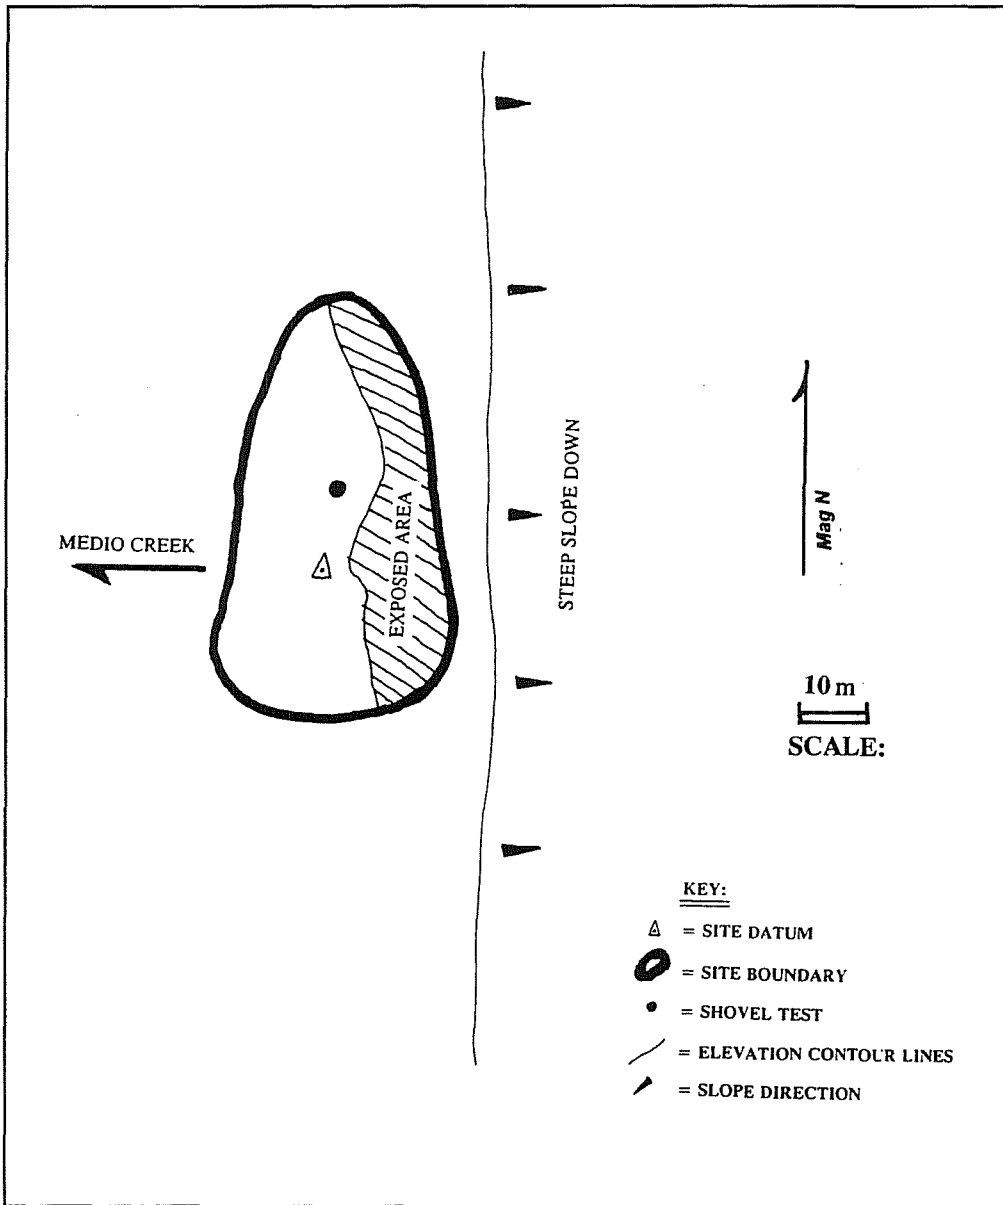 MEDIO CREEK
EXPOSED AREA
STEEP SLOPE DOWN
Mag N
10 m
SCALE:
KEY:
= SITE DATUM
= SITE BOUNDARY
= SHOVEL TEST
= ELEVATION CONTOUR LINES
= SLOPE DIRECTION